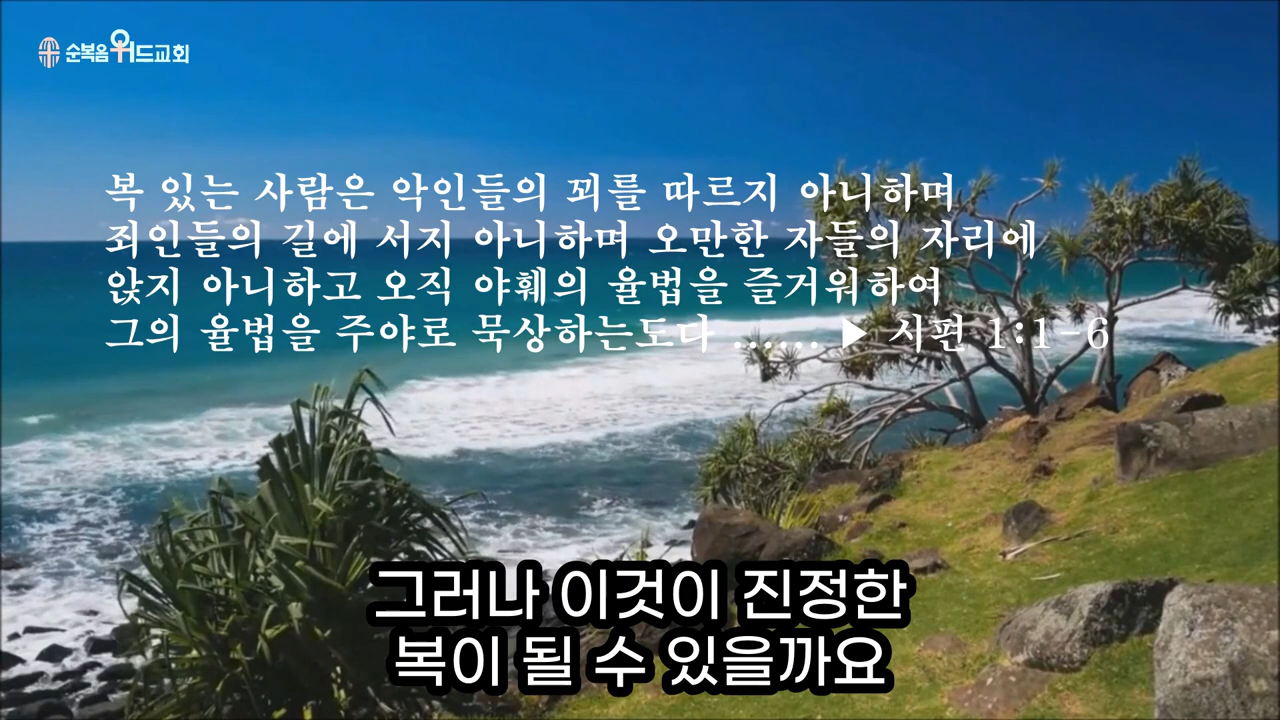 순복음워드교회
복 있는 사람은 악인들의 꾀를 따르지 아니하며
죄인들의 길에 서지 아니하며 오만한 자들의 자리에
앉지 아니하고 오직 야훼의 율법을 즐거워하여
그의 율법을 주야로 묵상하는도다 ...... ▶ 시편 1:1-6
그러나 이것이 진정한
복이 될 수 있을까요